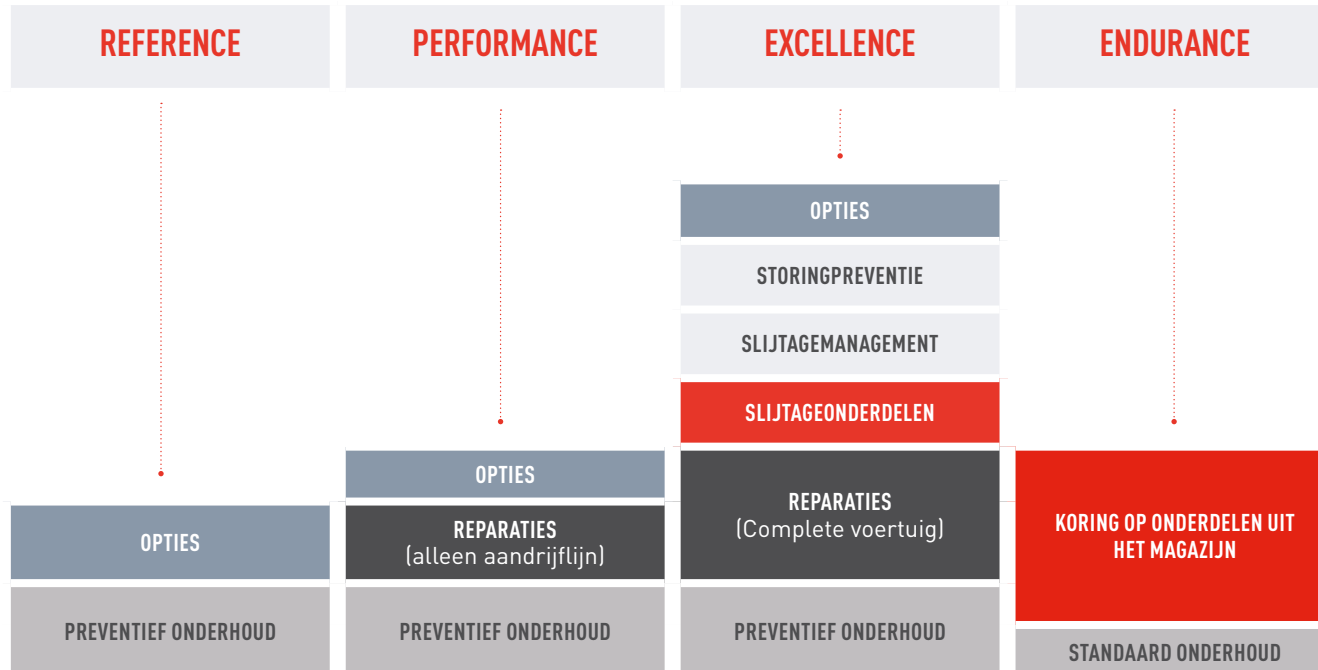 REFERENCE
PERFORMANCE
EXCELLENCE
ENDURANCE
OPTIES
STORINGPREVENTIE
SLIJTAGEMANAGEMENT
SLIJTAGEONDERDELEN
OPTIES
REPARATIES
(Complete voertuig)
KORING OP ONDERDELEN UIT
HET MAGAZIJN
OPTIES
REPARATIES
(alleen aandrijflijn)
PREVENTIEF ONDERHOUD
PREVENTIEF ONDERHOUD
PREVENTIEF ONDERHOUD
STANDAARD ONDERHOUD